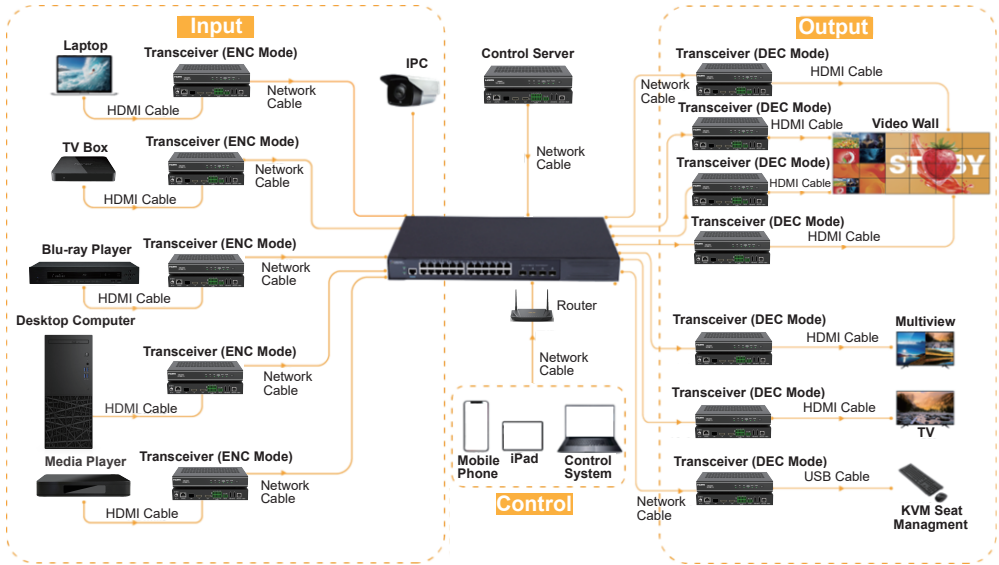 Input
Laptop
Transceiver (ENC Mode)
Network
Cable
HDMI Cable
IPC
TV Box
Transceiver (ENC Mode)
Network
Cable
HDMI Cable
Blu-ray Player
Transceiver (ENC Mode)
Network
Cable
HDMI Cable
Desktop Computer
Transceiver (ENC Mode)
Network
Cable
HDMI Cable
Media Player
Transceiver (ENC Mode)
Network
Cable
HDMI Cable
Control Server
Network
Cable
Router
Network
Cable
Mobile
Phone
iPad
Control
System
Control
Output
Transceiver (DEC Mode)
HDMI Cable
Network
Cable
Transceiver (DEC Mode)
HDMI Cable
Video Wall
Transceiver (DEC Mode)
HDMI Cable
Transceiver (DEC Mode)
HDMI Cable
Transceiver (DEC Mode)
HDMI Cable
Multiview
Transceiver (DEC Mode)
HDMI Cable
TV
Transceiver (DEC Mode)
USB Cable
Network
Cable
KVM Seat
Managment